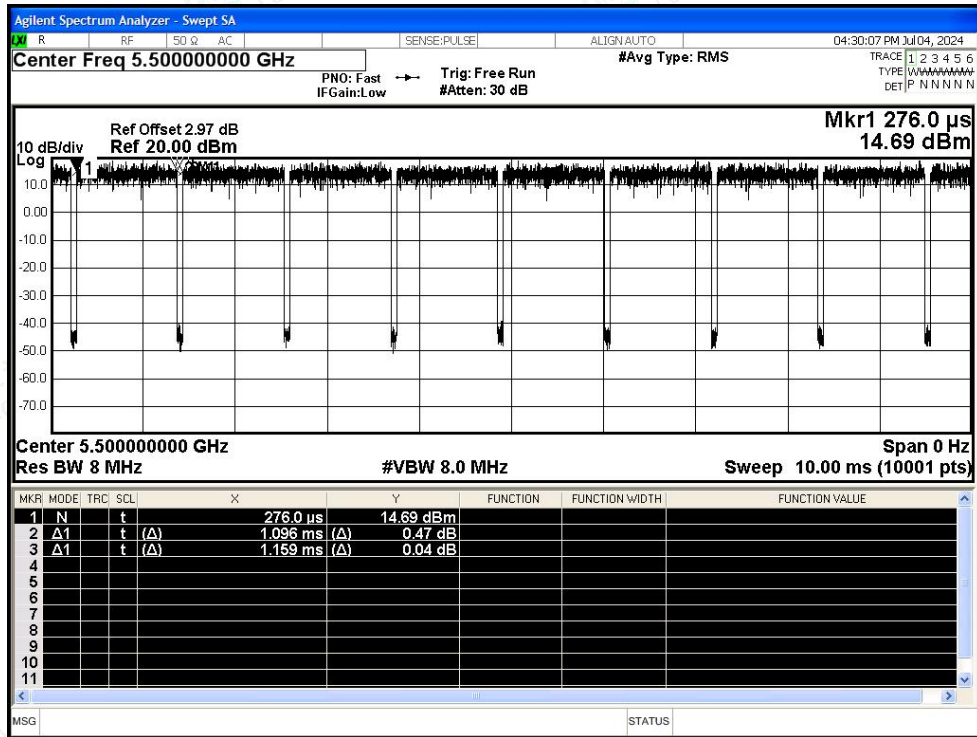 Agilent Spectrum Analyzer - Swept SA
LXI R RF 50 Ω AC SENSE:PULSE ALIGN AUTO 04:30:07 PM Jul 04, 2024
Center Freq 5.500000000 GHz
PNO: Fast
IFGain:Low
Trig: Free Run
#Atten: 30 dB
#Avg Type: RMS
TRACE 1 2 3 4 5 6
TYPE
DET P N N N N N
Ref Offset 2.97 dB
10 dB/div Ref 20.00 dBm
Log
Mkr1 276.0 µs
14.69 dBm
1
10.0
0.00
-10.0
-20.0
-30.0
-40.0
-50.0
-60.0
-70.0
Center 5.500000000 GHz Span 0 Hz
Res BW 8 MHz #VBW 8.0 MHz Sweep 10.00 ms (10001 pts)
MKR MODE TRC SCL X Y FUNCTION FUNCTION WIDTH FUNCTION VALUE
1 N t 276.0 µs 14.69 dBm
2 Δ1 t (Δ) 1.096 ms (Δ) 0.47 dB
3 Δ1 t (Δ) 1.159 ms (Δ) 0.04 dB
4
5
6
7
8
9
10
11
MSG STATUS